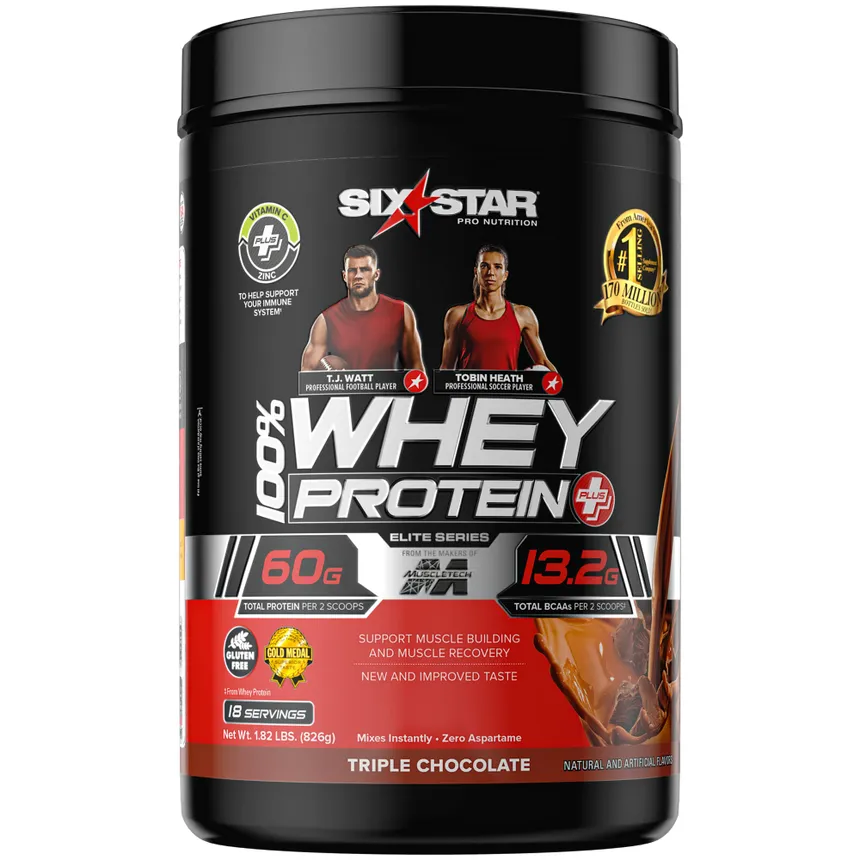 SIX STAR
PRO NUTRITION
VITAMIN C
PLUS
ZINC
TO HELP SUPPORT
YOUR IMMUNE
SYSTEM
From America's
#1
SELLING
170 MILLION
T.J. WATT
PROFESSIONAL FOOTBALL PLAYER
TOBIN HEATH
PROFESSIONAL SOCCER PLAYER
100%
WHEY
PROTEIN
PLUS
ELITE SERIES
60G
TOTAL PROTEIN PER 2 SCOOPS
FROM THE MAKERS OF
MUSCLETECH
13.2G
TOTAL BCAAs PER 2 SCOOPS‡
GLUTEN
FREE
GOLD MEDAL
SUPPORT MUSCLE BUILDING
AND MUSCLE RECOVERY
NEW AND IMPROVED TASTE
‡ From Whey Protein
18 SERVINGS
Net Wt. 1.82 LBS. (826g)
Mixes Instantly • Zero Aspartame
TRIPLE CHOCOLATE
NATURAL AND ARTIFICIAL FLAVORS